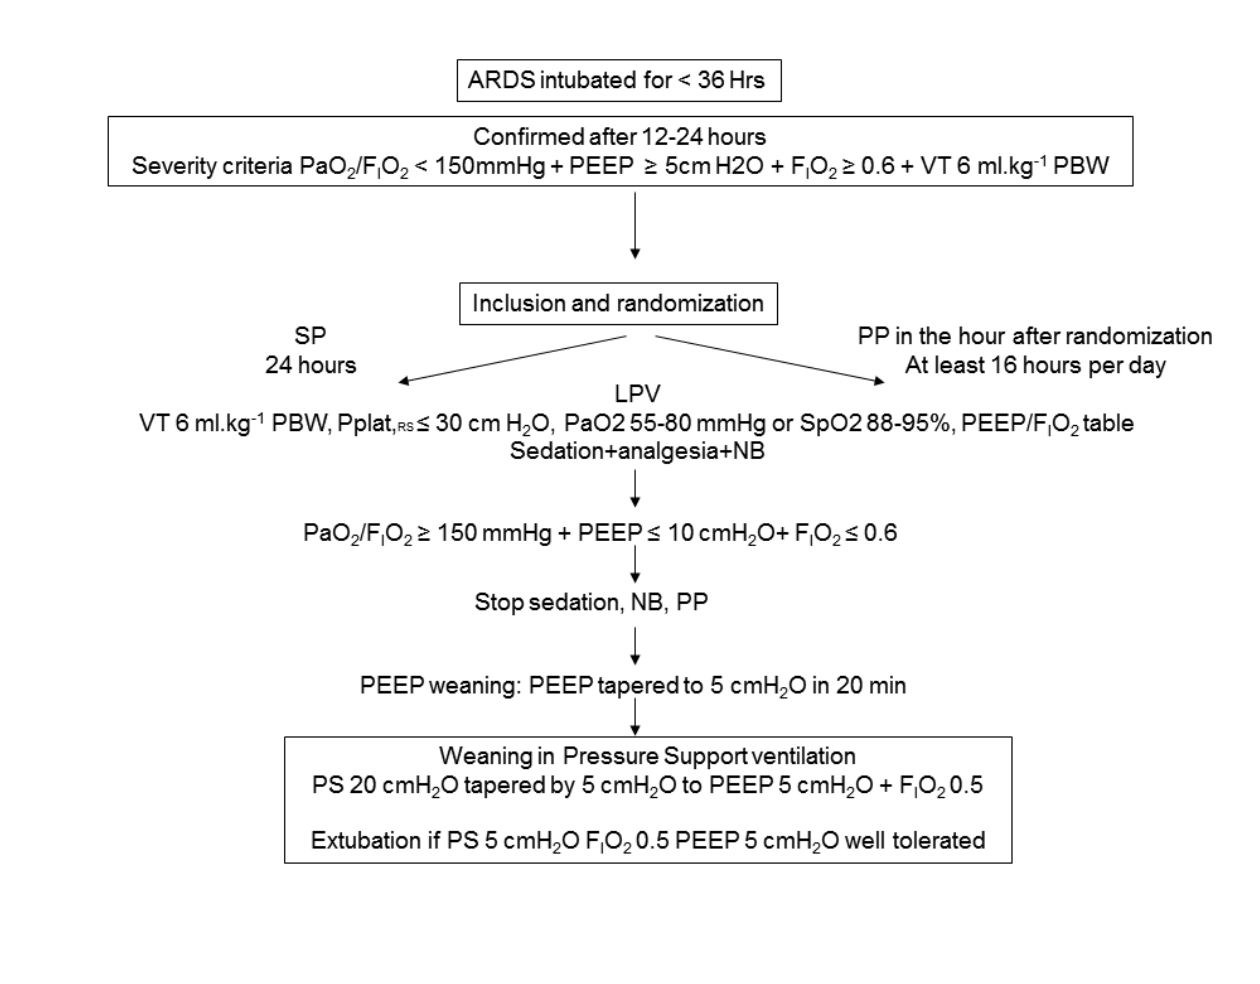 ARDS intubated for < 36 Hrs
Confirmed after 12-24 hours
Severity criteria PaO₂/FᵢO₂ < 150mmHg + PEEP ≥ 5cm H2O + FᵢO₂ ≥ 0.6 + VT 6 ml.kg⁻¹ PBW
Inclusion and randomization
SP
24 hours
PP in the hour after randomization
At least 16 hours per day
LPV
VT 6 ml.kg⁻¹ PBW, Pplat,RS ≤ 30 cm H₂O, PaO2 55-80 mmHg or SpO2 88-95%, PEEP/FᵢO₂ table
Sedation+analgesia+NB
PaO₂/FᵢO₂ ≥ 150 mmHg + PEEP ≤ 10 cmH₂O+ FᵢO₂ ≤ 0.6
Stop sedation, NB, PP
PEEP weaning: PEEP tapered to 5 cmH₂O in 20 min
Weaning in Pressure Support ventilation
PS 20 cmH₂O tapered by 5 cmH₂O to PEEP 5 cmH₂O + FᵢO₂ 0.5
Extubation if PS 5 cmH₂O FᵢO₂ 0.5 PEEP 5 cmH₂O well tolerated